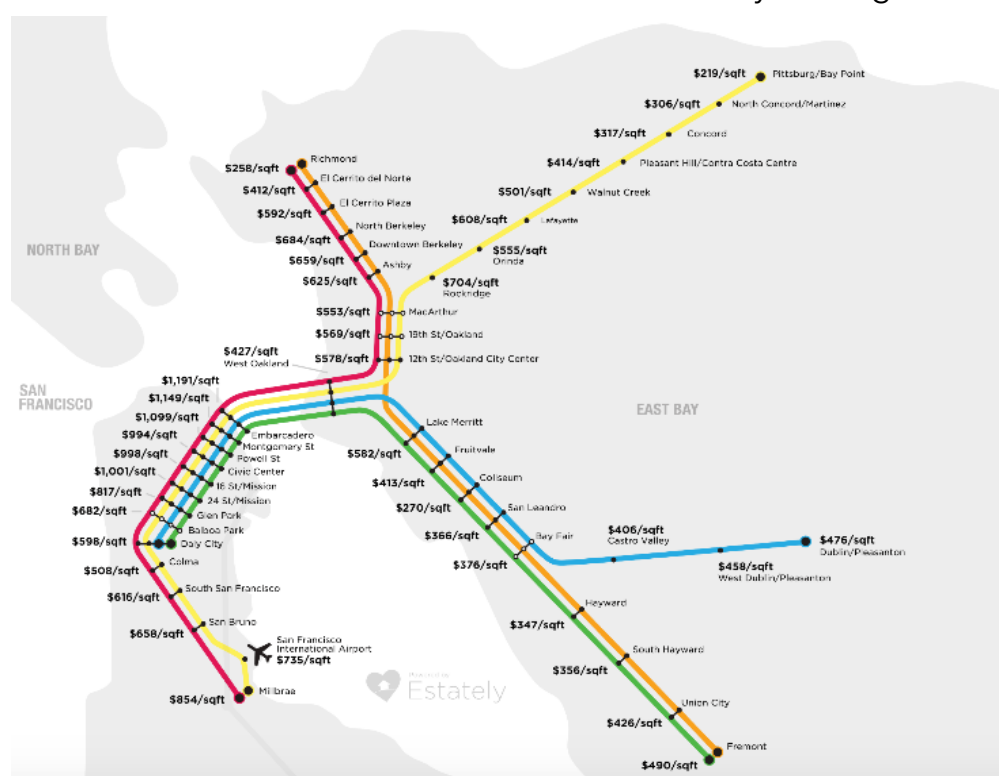 $219/sqft Pittsburg/Bay Point
$306/sqft North Concord/Martinez
$317/sqft Concord
$414/sqft Pleasant Hill/Contra Costa Centre
$501/sqft Walnut Creek
$608/sqft Lafayette
$555/sqft
Orinda
$704/sqft
Rockridge
Richmond
$258/sqft
El Cerrito del Norte
$412/sqft
El Cerrito Plaza
$592/sqft
North Berkeley
$684/sqft
Downtown Berkeley
$659/sqft
Ashby
$625/sqft
NORTH BAY
$553/sqft MacArthur
$569/sqft 19th St/Oakland
$578/sqft 12th St/Oakland City Center
$427/sqft
West Oakland
SAN
FRANCISCO
EAST BAY
$1,191/sqft
$1,149/sqft
$1,099/sqft
$994/sqft
$998/sqft
$1,001/sqft
$817/sqft
$682/sqft
$598/sqft
Embarcadero
Montgomery St
Powell St
Civic Center
16 St/Mission
24 St/Mission
Glen Park
Balboa Park
Daly City
Colma
$508/sqft
South San Francisco
$616/sqft
San Bruno
$658/sqft
San Francisco
International Airport
$735/sqft
Millbrae
$854/sqft
Lake Merritt
$582/sqft
Fruitvale
$413/sqft
Coliseum
$270/sqft
San Leandro
$366/sqft
Bay Fair
$376/sqft
$406/sqft
Castro Valley
$458/sqft
West Dublin/Pleasanton
$476/sqft
Dublin/Pleasanton
Hayward
$347/sqft
South Hayward
$356/sqft
Union City
$426/sqft
Fremont
$490/sqft
Powered by
Estately